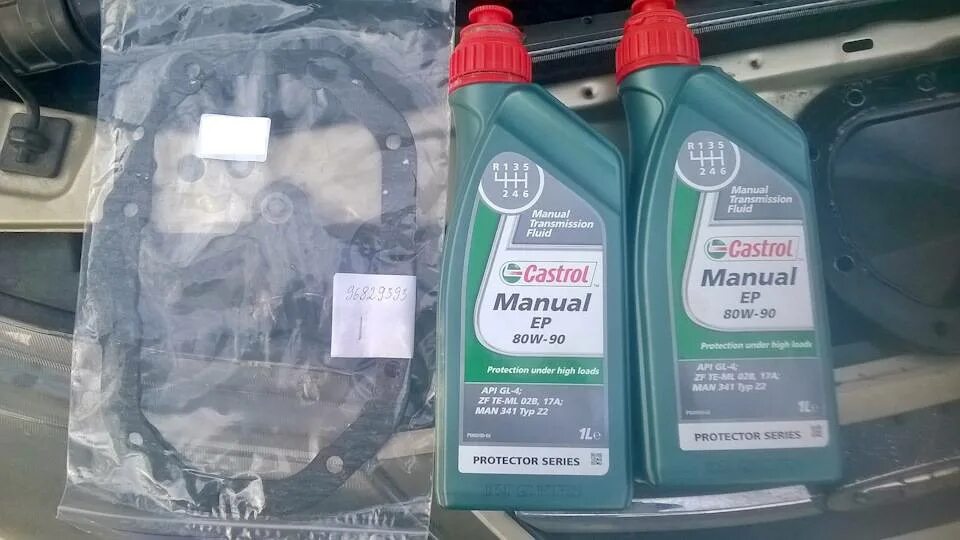 96829393
1
R 1 3 5
2 4 6
Manual
Transmission
Fluid
Castrol
Manual
EP
80W-90
Protection under high loads
API GL-4;
ZF TE-ML 02B, 17A;
MAN 341 Typ Z2
1L e
PROTECTOR SERIES
R 1 3 5
2 4 6
Manual
Transmission
Fluid
Castrol
Manual
EP
80W-90
Protection under high loads
API GL-4;
ZF TE-ML 02B, 17A;
MAN 341 Typ Z2
1L e
PROTECTOR SERIES